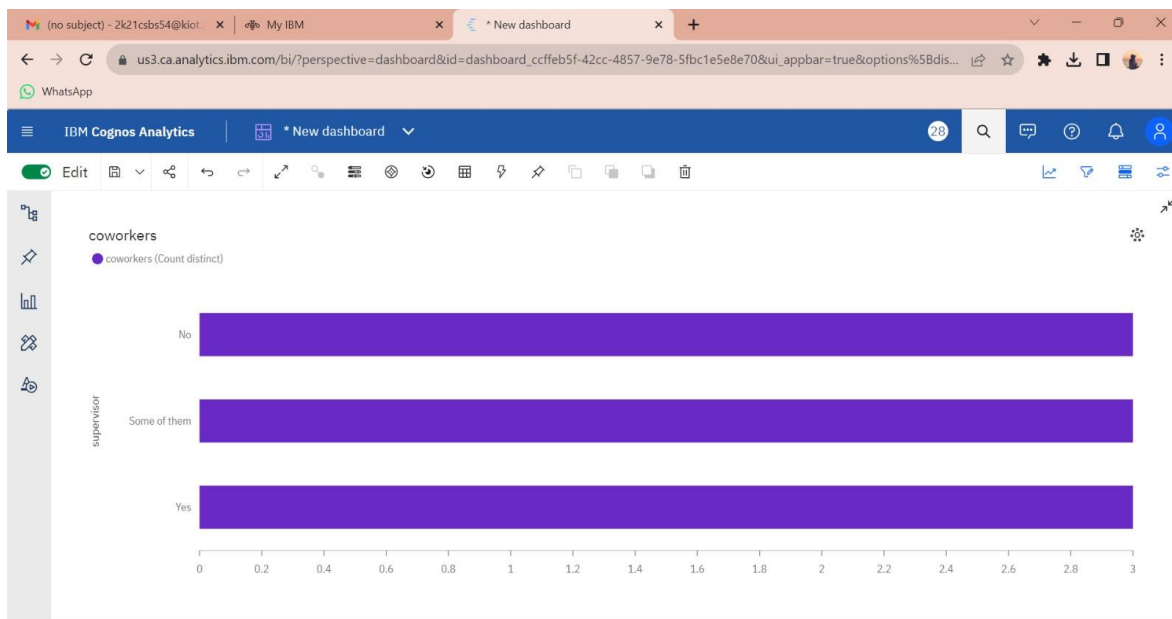 (no subject) - 2k21csbs54@kiot
My IBM
* New dashboard
us3.ca.analytics.ibm.com/bi/?perspective=dashboard&id=dashboard_ccffeb5f-42cc-4857-9e78-5fbc1e5e8e70&ui_appbar=true&options%5Bdis...
WhatsApp
IBM Cognos Analytics
* New dashboard
28
Edit
coworkers
coworkers (Count distinct)
supervisor
No
Some of them
Yes
0 0.2 0.4 0.6 0.8 1 1.2 1.4 1.6 1.8 2 2.2 2.4 2.6 2.8 3